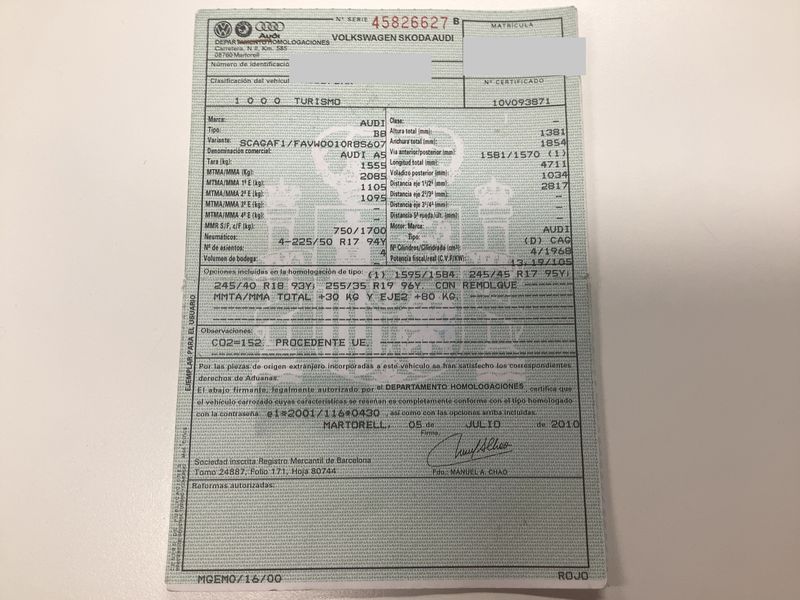 Nº SERIE 45826627 B
MATRICULA
Audi
VOLKSWAGEN SKODA AUDI
DEPARTAMENTO HOMOLOGACIONES
Carretera, N II, Km. 585
08760 Martorell
Número de identificació
Clasificación del vehícul
Nº CERTIFICADO
1 0 0 0 TURISMO
10V093871
Marca: AUDI
Tipo: B8
Variante: SCAGAF1/FAVW0010R8S607
Denominación comercial: AUDI A5
Tara (kg): 1555
MTMA/MMA (Kg): 2085
MTMA/MMA 1º E (kg): 1105
MTMA/MMA 2º E (kg): 1095
MTMA/MMA 3º E (kg): -
MTMA/MMA 4º E (kg): -
MMR S/F, c/F (kg): 750/1700
Neumáticos: 4-225/50 R17 94Y
Nº de asientos: 4
Volumen de bodega: -
Clase: -
Altura total (mm): 1381
Anchura total (mm): 1854
Vía anterior/posterior (mm): 1581/1570 (1)
Longitud total (mm): 4711
Voladizo posterior (mm): 1034
Distancia eje 1º/2º (mm): 2817
Distancia eje 2º/3º (mm): -
Distancia eje 3º/4º (mm): -
Distancia 5ª rueda/últ. (mm): -
Motor: Marca: AUDI
Tipo: (D) CAG
Nº Cilindros/Cilindrada (cm³): 4/1968
Potencia fiscal/real (C.V.F/KW): 13,19/105
Opciones incluidas en la homologación de tipo: (1) 1595/1584. 245/45 R17 95Y;
245/40 R18 93Y; 255/35 R19 96Y. CON REMOLQUE
MMTA/MMA TOTAL +30 KG Y EJE2 +80 KG.
Observaciones:
CO2=152. PROCEDENTE UE.
Por las piezas de origen extranjero incorporadas a este vehículo se han satisfecho los correspondientes
derechos de Aduanas.
El abajo firmante, legalmente autorizado por el DEPARTAMENTO HOMOLOGACIONES, certifica que
el vehículo carrozado cuyas características se reseñan es completamente conforme con el tipo homologado
con la contraseña e1*2001/116*0430, así como con las opciones arriba incluidas.
MARTORELL, 05 de JULIO de 2010
Firma,
Sociedad inscrita Registro Mercantil de Barcelona
Tomo 24887, Folio 171, Hoja 80744
Fdo.: MANUEL A. CHAO
Reformas autorizadas:
EJEMPLAR PARA EL USUARIO
MGEMO/16/00
ROJO